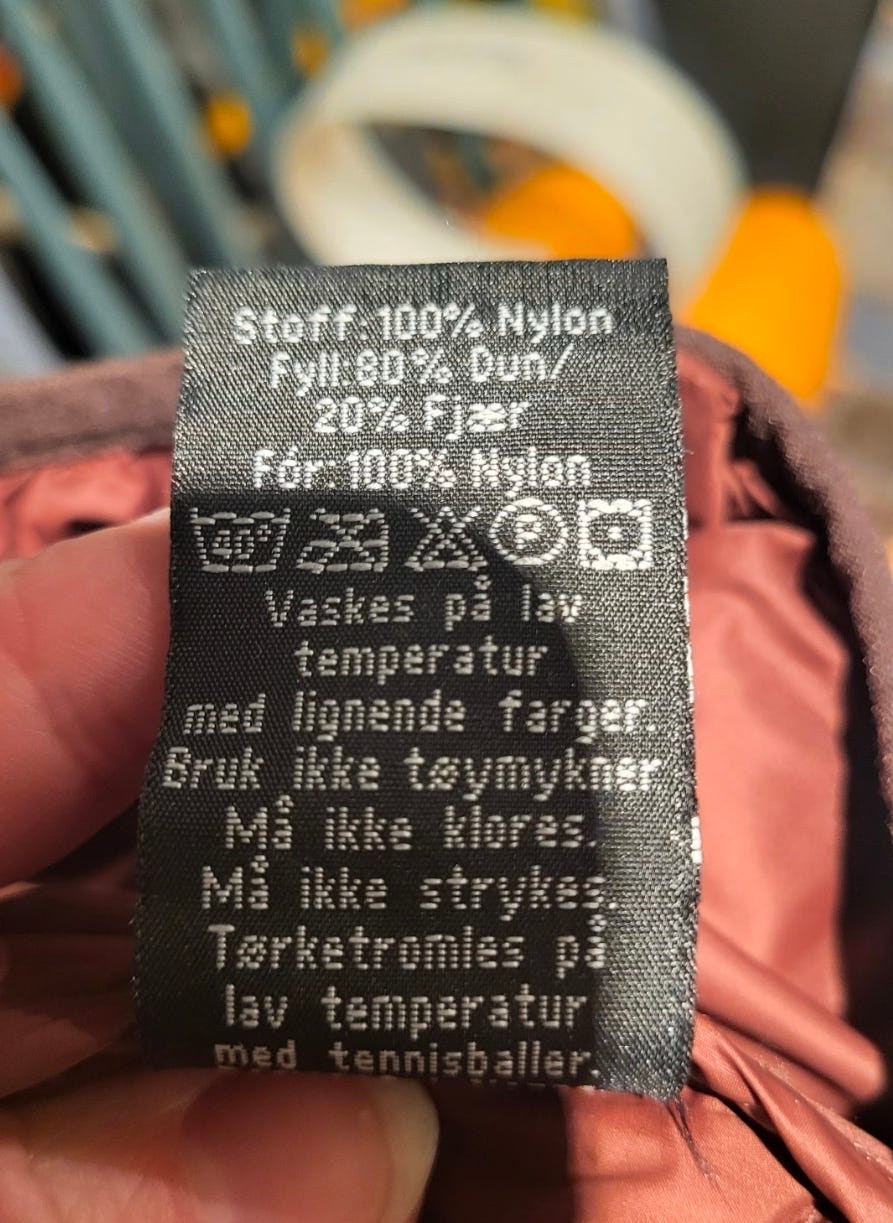 Stoff: 100% Nylon
Fyll: 80% Dun/
20% Fjær
Fór: 100% Nylon
40° P
Vaskes på lav
temperatur
med lignende farger.
Bruk ikke tøymykner
Må ikke klores.
Må ikke strykes.
Tørketromles på
lav temperatur
med tennisballer.